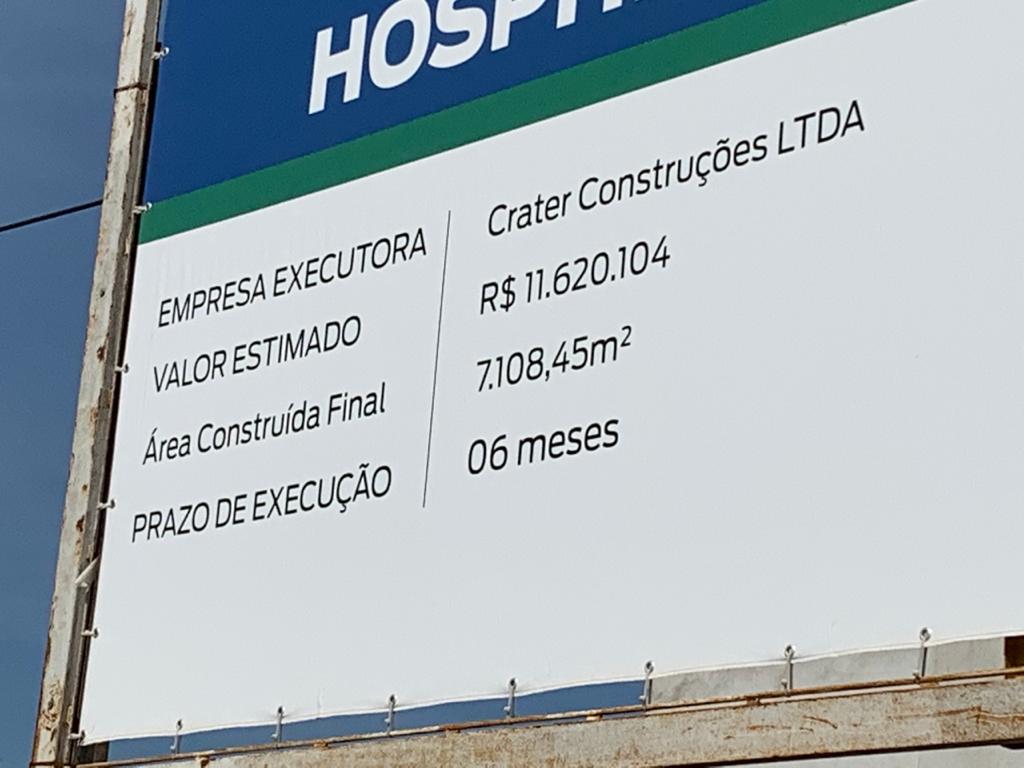 EMPRESA EXECUTORA Crater Construções LTDA
VALOR ESTIMADO R$ 11.620.104
Área Construída Final 7.108,45m²
PRAZO DE EXECUÇÃO 06 meses